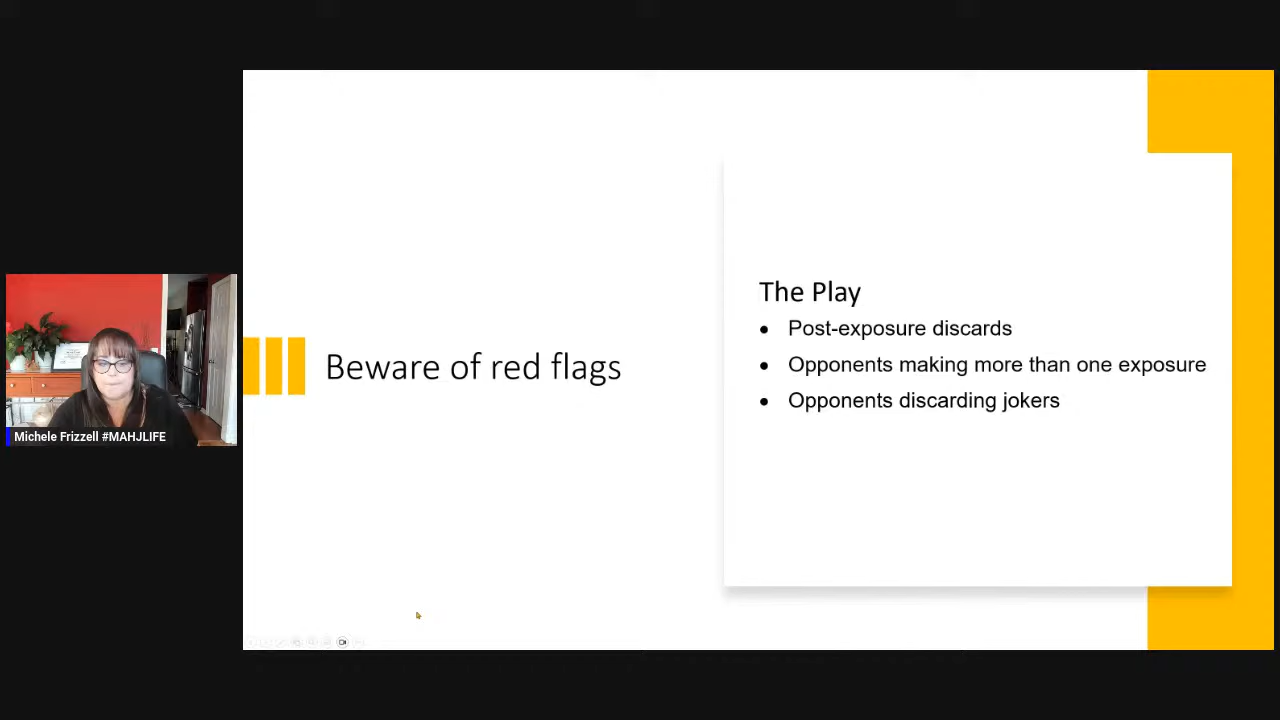 Beware of red flags
The Play
• Post-exposure discards
• Opponents making more than one exposure
• Opponents discarding jokers
Michele Frizzell #MAHJLIFE